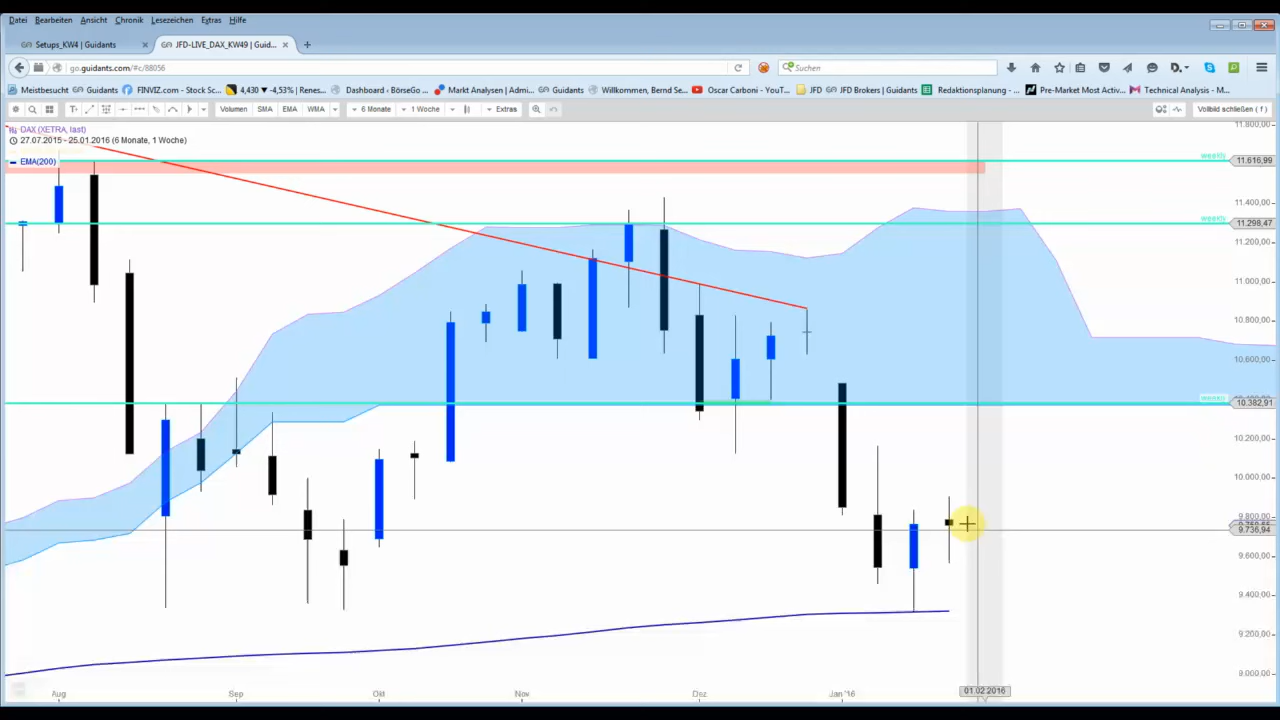 Datei Bearbeiten Ansicht Chronik Lesezeichen Extras Hilfe
Setups_KW4 | Guidants × JFD-LIVE_DAX_KW49 | Guid... × +
go.guidants.com/#c/88056 Suchen
Meistbesucht Guidants FINVIZ.com - Stock Sc... 4,430 ▼ -4,53% | Renes... Dashboard ‹ BörseGo ... Markt Analysen | Admi... Guidants Willkommen, Bernd Sen... Oscar Carboni - YouT... JFD JFD Brokers | Guidants Redaktionsplanung - ... Pre-Market Most Activ... Technical Analysis - M...
Volumen SMA EMA WMA 6 Monate 1 Woche Extras Vollbild schließen ( f )
DAX (XETRA, last)
27.07.2015 - 25.01.2016 (6 Monate, 1 Woche)
EMA(200)
11.800,00
weekly 11.616,99
11.400,00
weekly 11.298,47
11.200,00
11.000,00
10.800,00
10.600,00
weekly 10.382,91
10.200,00
10.000,00
9.800,00
9.736,94
9.600,00
9.400,00
9.200,00
9.000,00
Aug Sep Okt Nov Dez Jan '16 01.02.2016